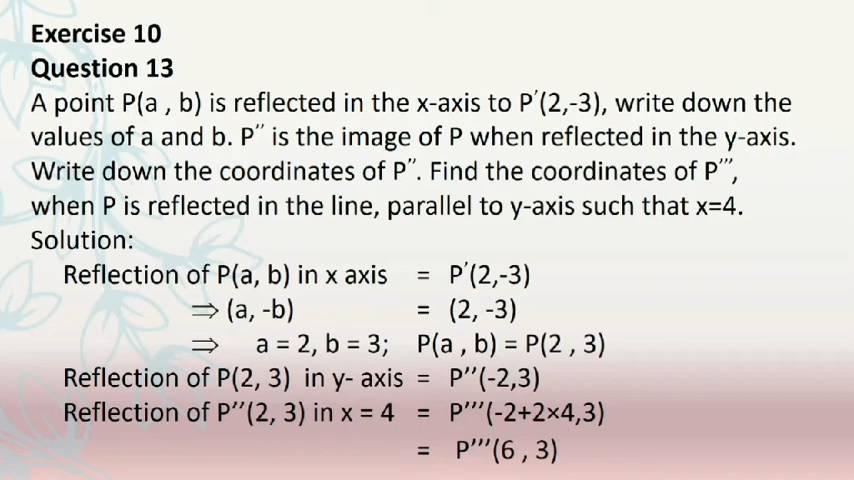 Exercise 10
Question 13
A point P(a , b) is reflected in the x-axis to P′(2,-3), write down the
values of a and b. P′′ is the image of P when reflected in the y-axis.
Write down the coordinates of P′′. Find the coordinates of P′′′,
when P is reflected in the line, parallel to y-axis such that x=4.
Solution:
Reflection of P(a, b) in x axis = P′(2,-3)
⇒ (a, -b) = (2, -3)
⇒ a = 2, b = 3; P(a , b) = P(2 , 3)
Reflection of P(2, 3) in y- axis = P′′(-2,3)
Reflection of P′′(2, 3) in x = 4 = P′′′(-2+2×4,3)
= P′′′(6 , 3)